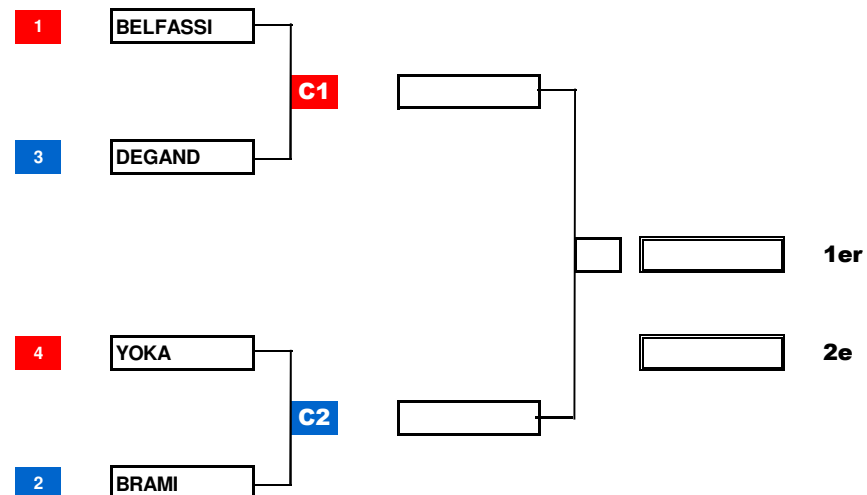 1 BELFASSI
C1
3 DEGAND
1er
4 YOKA
2e
C2
2 BRAMI